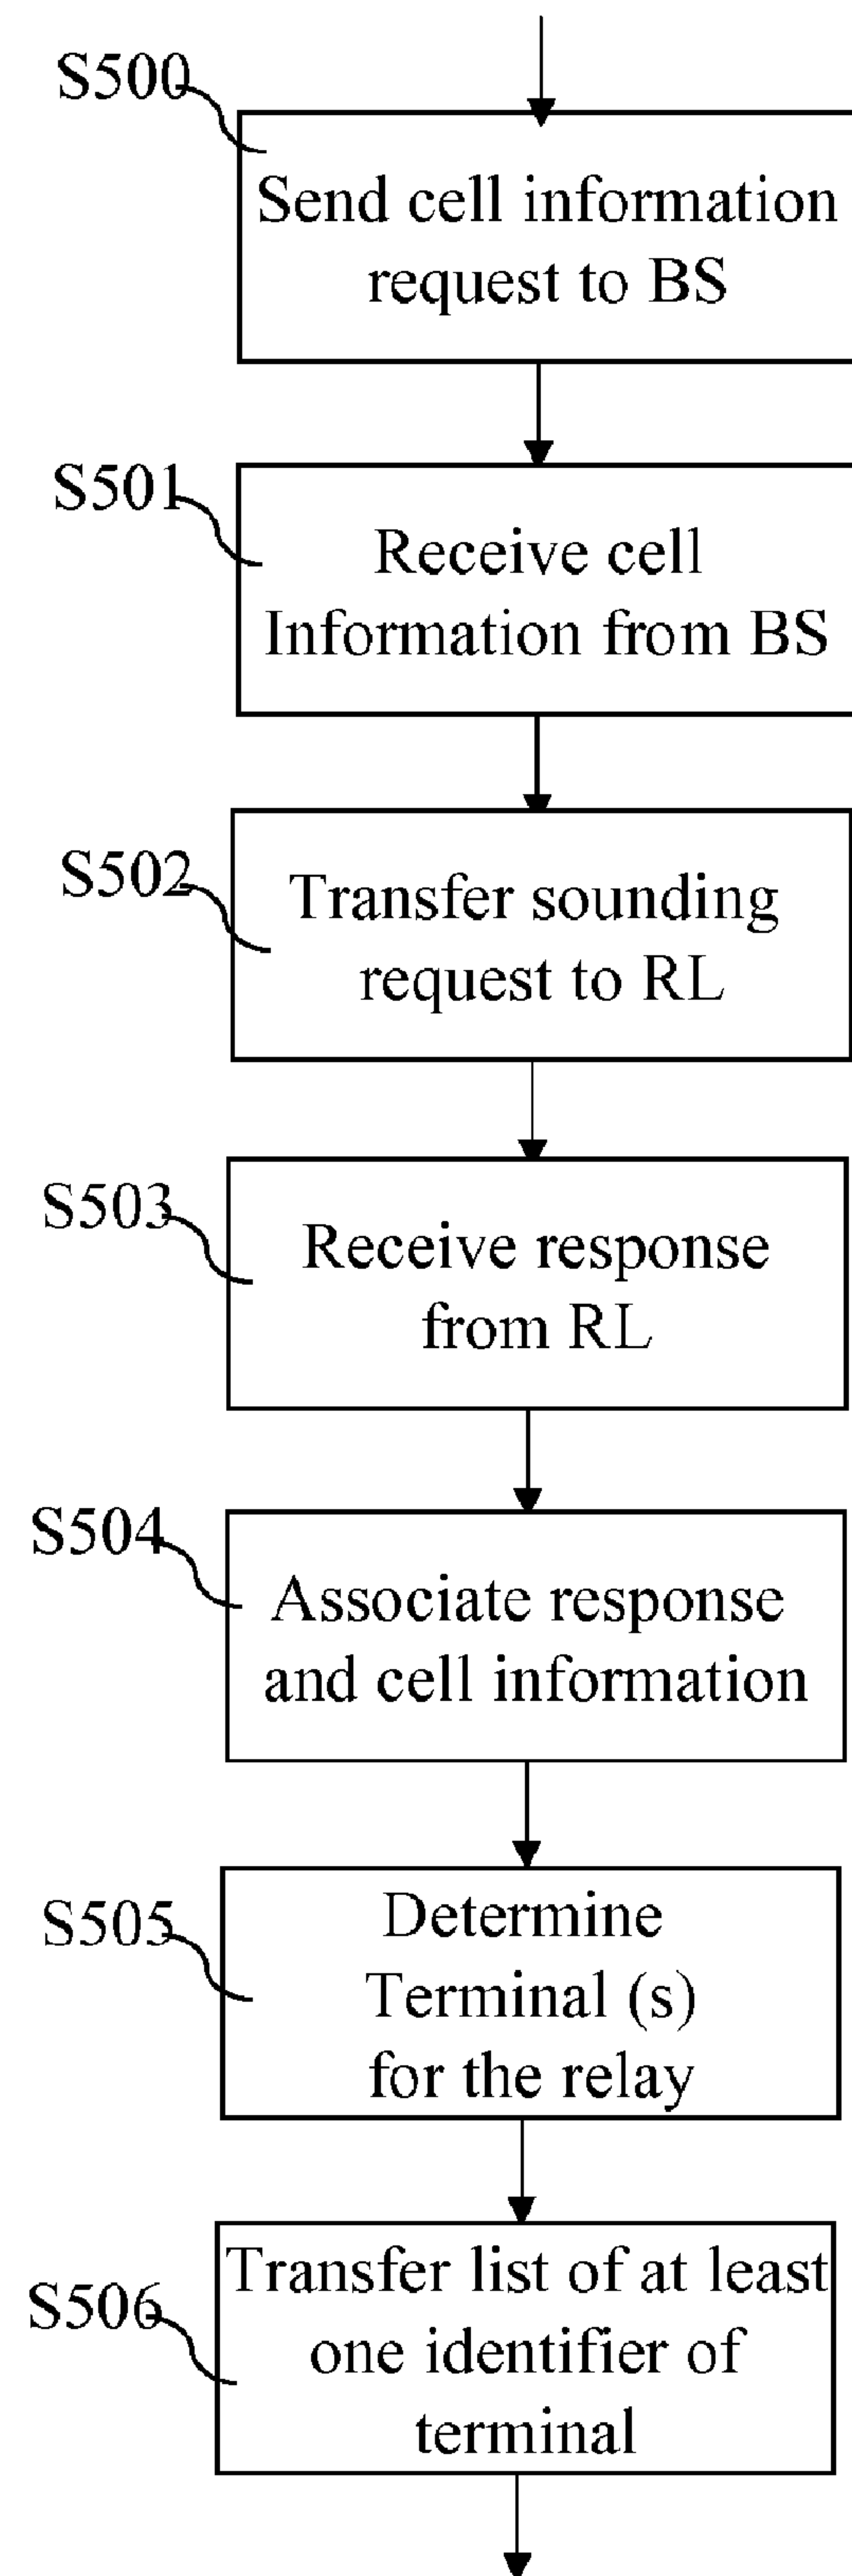 S500
Send cell information
request to BS
S501
Receive cell
Information from BS
S502
Transfer sounding
request to RL
S503
Receive response
from RL
S504
Associate response
and cell information
S505
Determine
Terminal (s)
for the relay
S506
Transfer list of at least
one identifier of
terminal